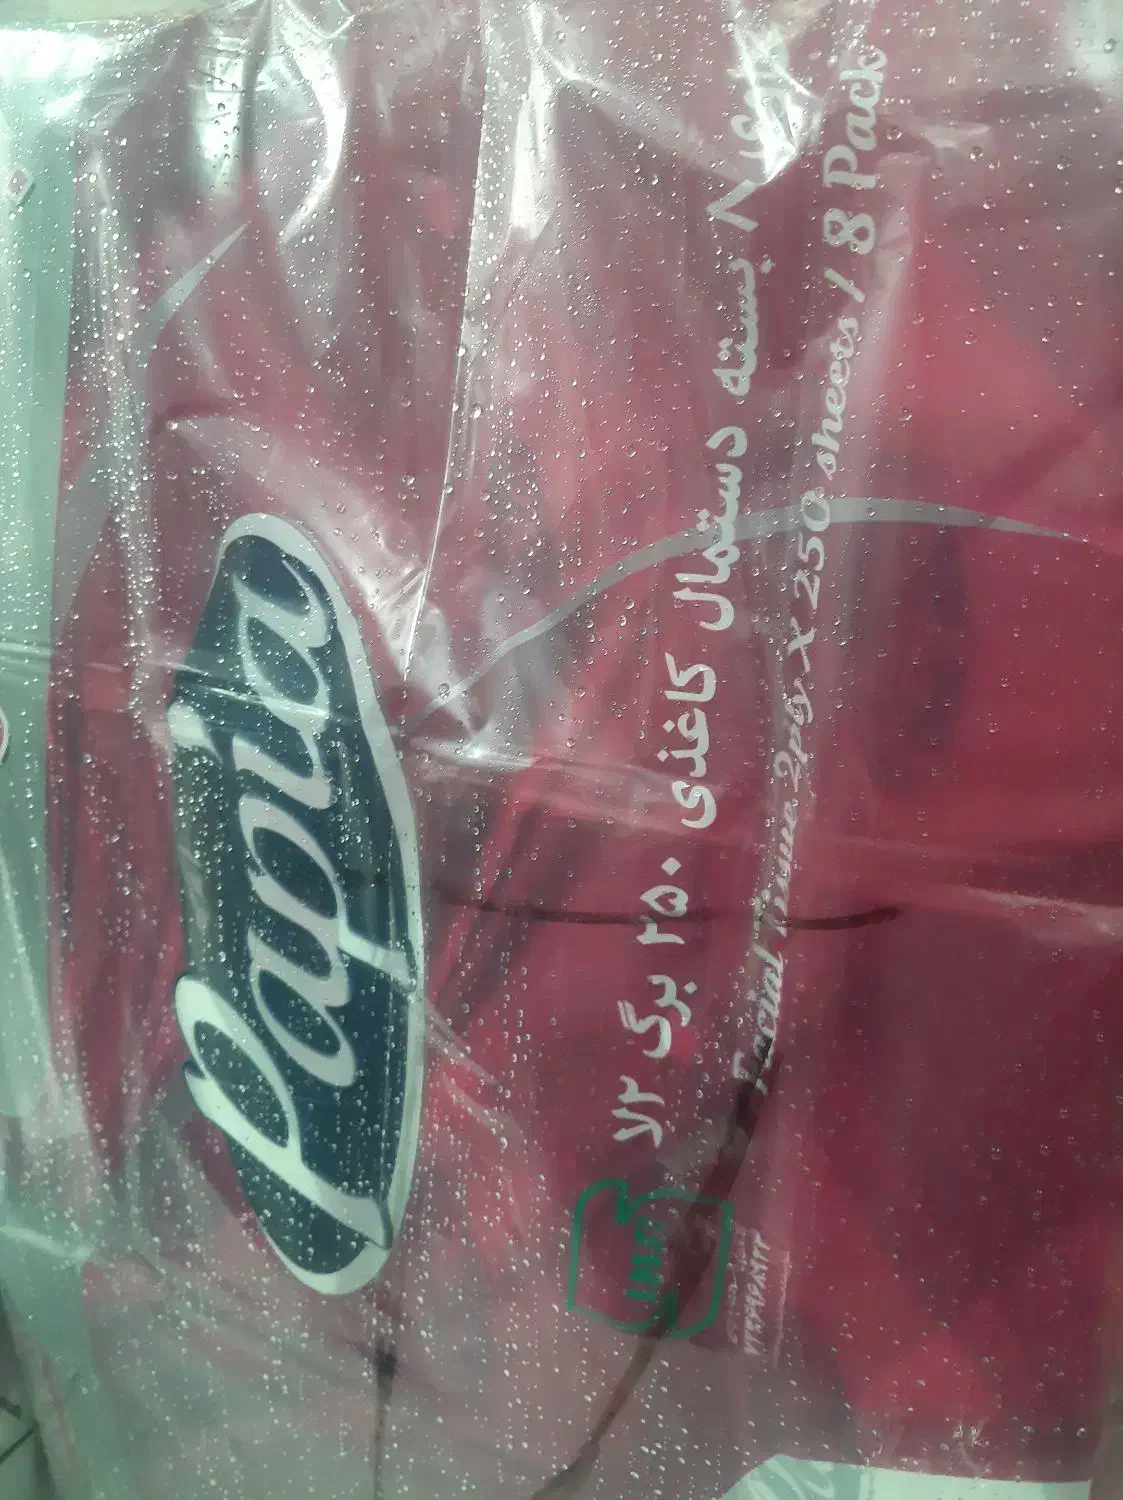 Papia
۸ بسته دستمال کاغذی ۲۵۰ برگ ۲لا
Facial Tissue 2ply X 250 sheets / 8 Pack